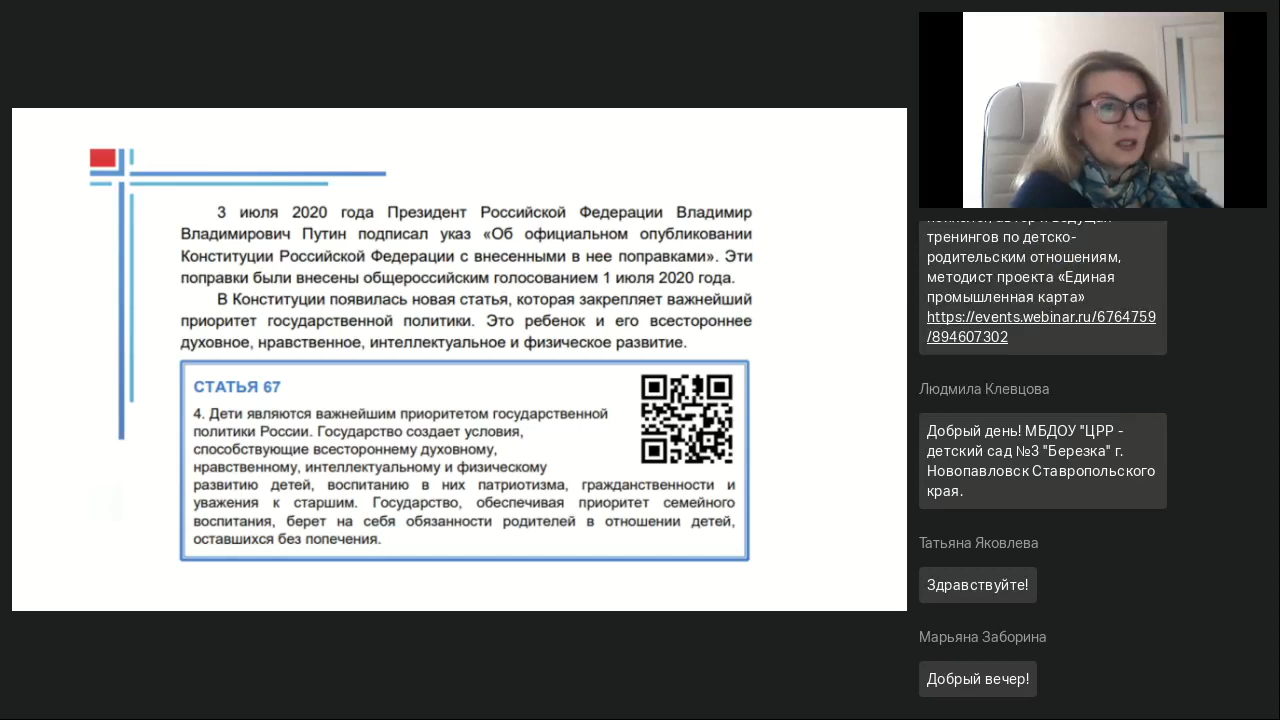 3 июля 2020 года Президент Российской Федерации Владимир
Владимирович Путин подписал указ «Об официальном опубликовании
Конституции Российской Федерации с внесенными в нее поправками». Эти
поправки были внесены общероссийским голосованием 1 июля 2020 года.
В Конституции появилась новая статья, которая закрепляет важнейший
приоритет государственной политики. Это ребенок и его всестороннее
духовное, нравственное, интеллектуальное и физическое развитие.
СТАТЬЯ 67
4. Дети являются важнейшим приоритетом государственной
политики России. Государство создает условия,
способствующие всестороннему духовному,
нравственному, интеллектуальному и физическому
развитию детей, воспитанию в них патриотизма, гражданственности и
уважения к старшим. Государство, обеспечивая приоритет семейного
воспитания, берет на себя обязанности родителей в отношении детей,
оставшихся без попечения.
тренингов по детско-
родительским отношениям,
методист проекта «Единая
промышленная карта»
https://events.webinar.ru/6764759
/894607302
Людмила Клевцова
Добрый день! МБДОУ "ЦРР -
детский сад №3 "Березка" г.
Новопавловск Ставропольского
края.
Татьяна Яковлева
Здравствуйте!
Марьяна Заборина
Добрый вечер!